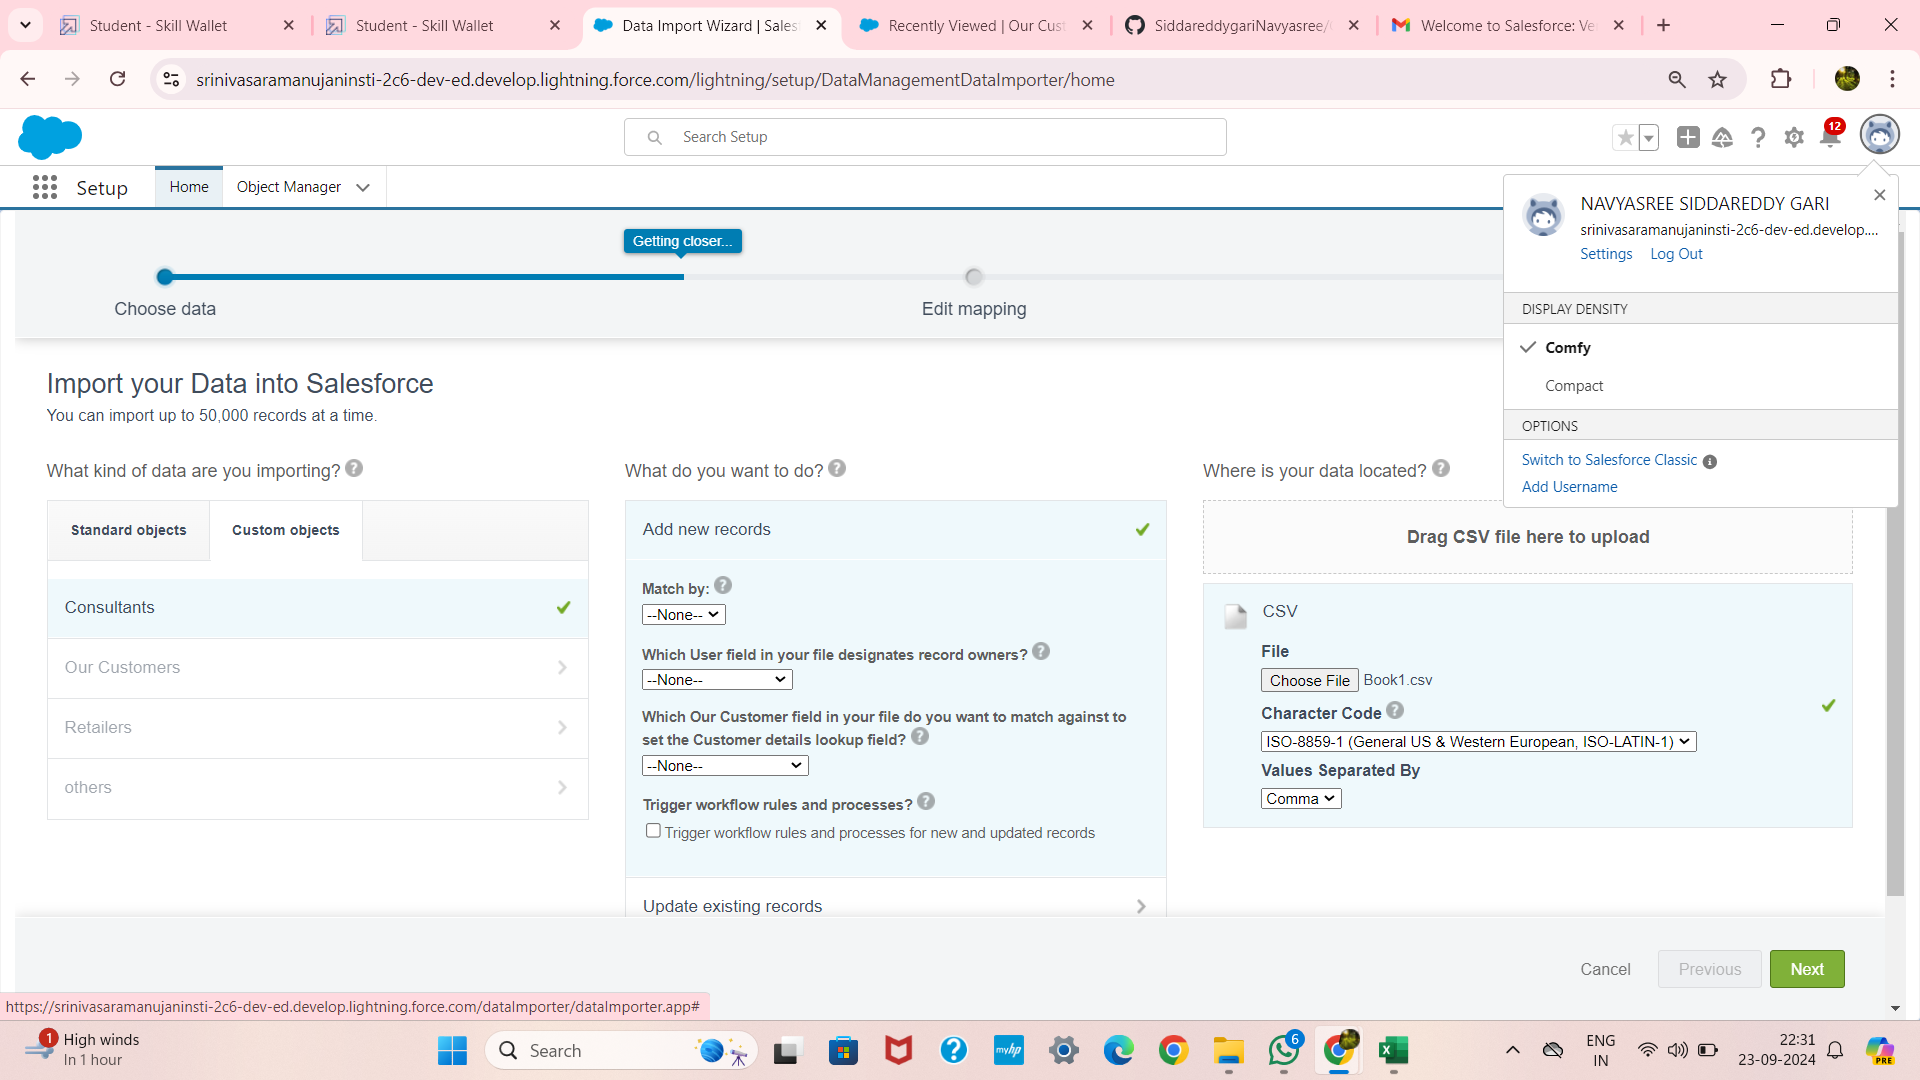 Student - Skill Wallet
Student - Skill Wallet
Data Import Wizard | Sales
Recently Viewed | Our Cust
SiddareddygariNavyasree/
Welcome to Salesforce: Ve
srinivasaramanujaninsti-2c6-dev-ed.develop.lightning.force.com/lightning/setup/DataManagementDataImporter/home
Search Setup
12
Setup
Home
Object Manager
NAVYASREE SIDDAREDDY GARI
srinivasaramanujaninsti-2c6-dev-ed.develop....
Settings Log Out
DISPLAY DENSITY
Comfy
Compact
OPTIONS
Switch to Salesforce Classic
Add Username
Getting closer...
Choose data
Edit mapping
Import your Data into Salesforce
You can import up to 50,000 records at a time.
What kind of data are you importing? ?
Standard objects
Custom objects
Consultants
Our Customers
Retailers
others
What do you want to do? ?
Add new records
Match by: ?
--None--
Which User field in your file designates record owners? ?
--None--
Which Our Customer field in your file do you want to match against to
set the Customer details lookup field? ?
--None--
Trigger workflow rules and processes? ?
Trigger workflow rules and processes for new and updated records
Update existing records
Where is your data located? ?
Drag CSV file here to upload
CSV
File
Choose File Book1.csv
Character Code ?
ISO-8859-1 (General US & Western European, ISO-LATIN-1)
Values Separated By
Comma
Cancel
Previous
Next
https://srinivasaramanujaninsti-2c6-dev-ed.develop.lightning.force.com/dataImporter/dataImporter.app#
1
High winds
In 1 hour
Search
myhp
6
PRE
ENG
IN
22:31
23-09-2024